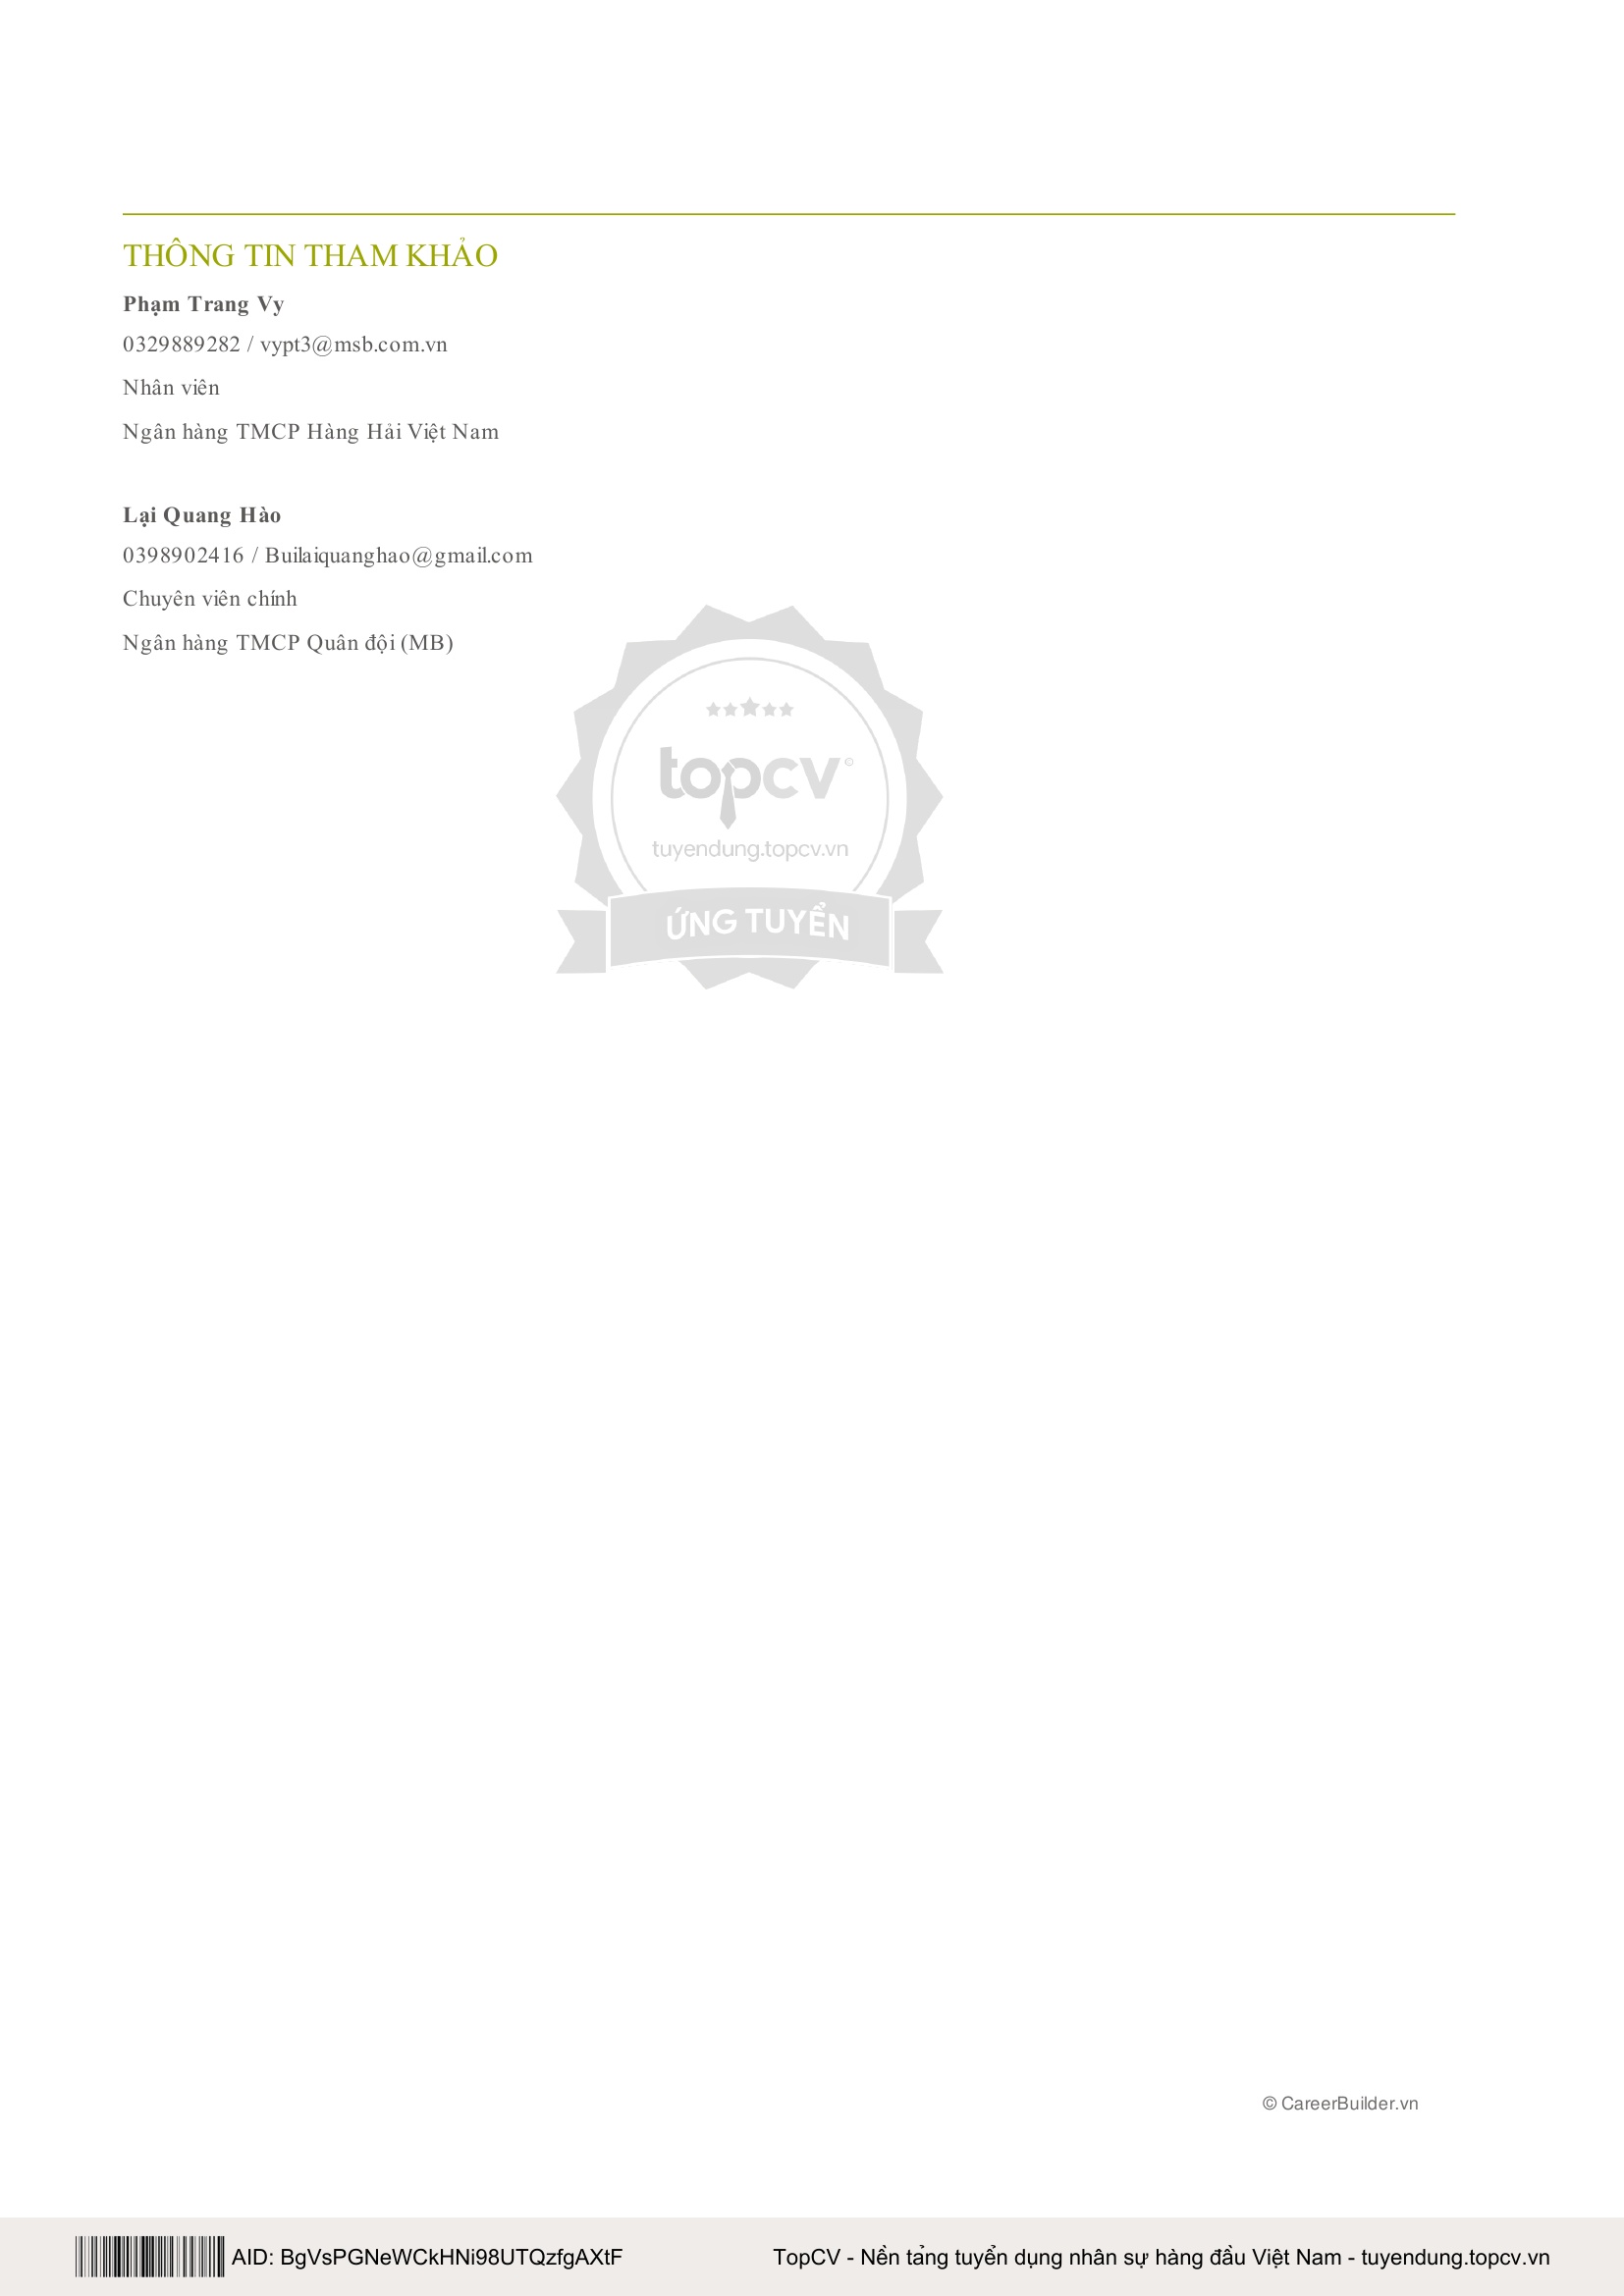 THÔNG TIN THAM KHẢO
Phạm Trang Vy
0329889282 / vypt3@msb.com.vn
Nhân viên
Ngân hàng TMCP Hàng Hải Việt Nam
Lại Quang Hào
0398902416 / Builaiquanghao@gmail.com
Chuyên viên chính
Ngân hàng TMCP Quân đội (MB)
topcv
tuyendung.topcv.vn
ỨNG TUYỂN
© CareerBuilder.vn
AID: BgVsPGNeWCkHNi98UTQzfgAXtF
TopCV - Nền tảng tuyển dụng nhân sự hàng đầu Việt Nam - tuyendung.topcv.vn